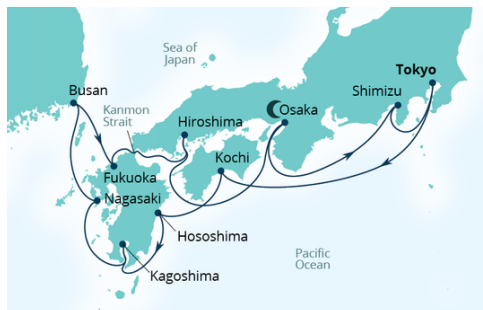 Sea of
Japan
Tokyo
Busan
Shimizu
Kanmon
Strait
Osaka
Hiroshima
Kochi
Fukuoka
Nagasaki
Hososhima
Pacific
Ocean
Kagoshima